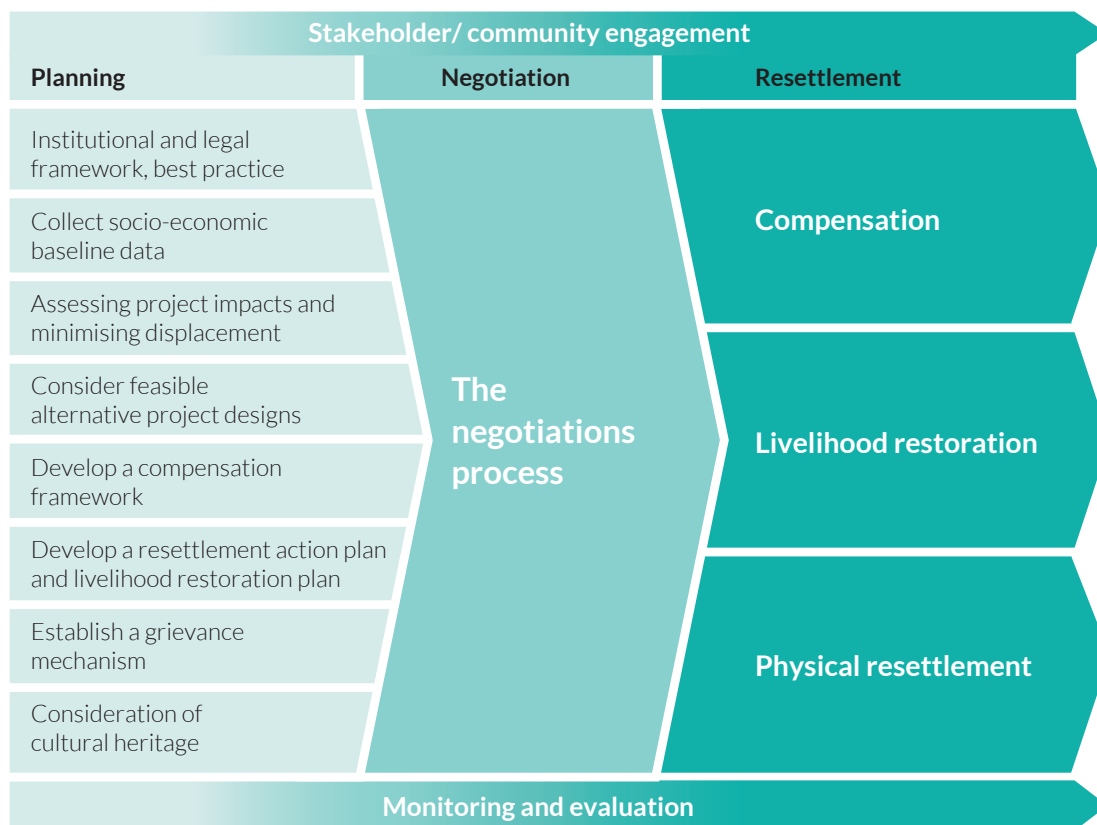 Stakeholder/ community engagement
Planning
Negotiation
Resettlement
Institutional and legal
framework, best practice
Collect socio-economic
baseline data
Assessing project impacts and
minimising displacement
Consider feasible
alternative project designs
Develop a compensation
framework
Develop a resettlement action plan
and livelihood restoration plan
Establish a grievance
mechanism
Consideration of
cultural heritage
The
negotiations
process
Compensation
Livelihood restoration
Physical resettlement
Monitoring and evaluation